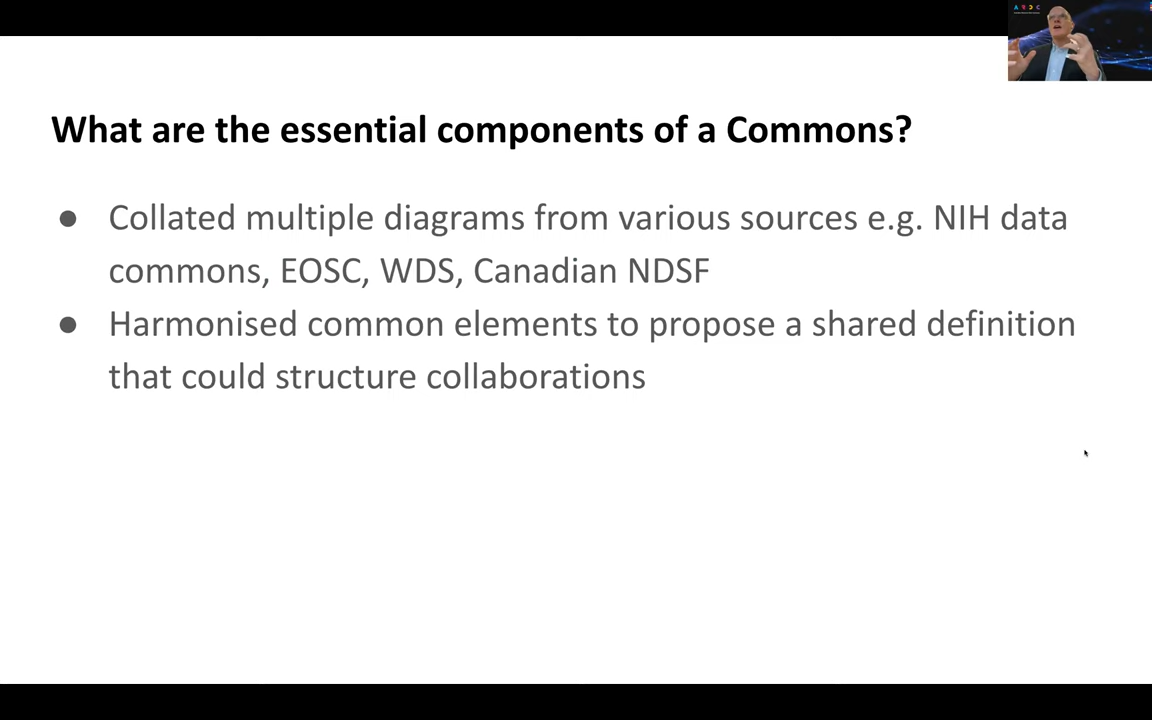 ARDC
What are the essential components of a Commons?
● Collated multiple diagrams from various sources e.g. NIH data
commons, EOSC, WDS, Canadian NDSF
● Harmonised common elements to propose a shared definition
that could structure collaborations